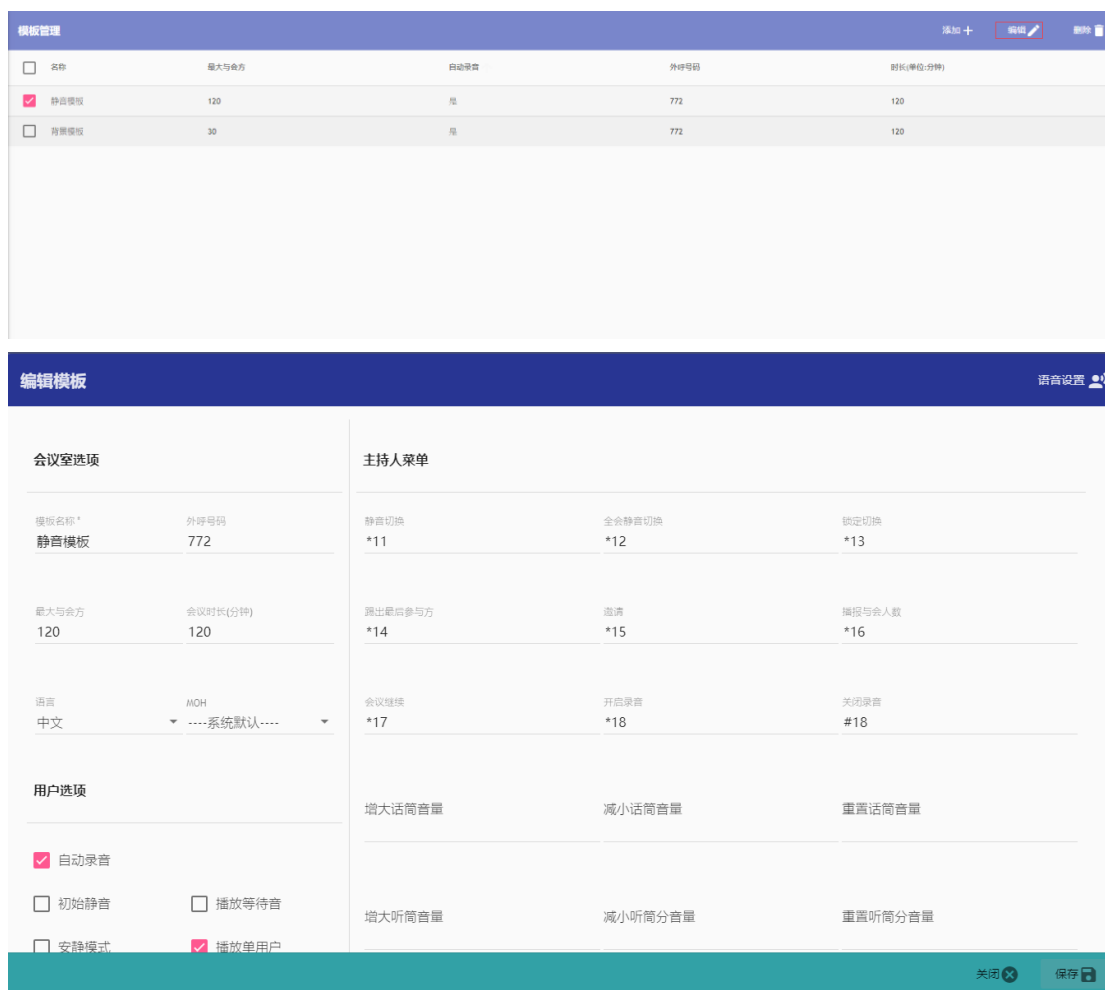 模板管理 添加 编辑 删除
名称 最大与会方 自动录音 外呼号码 时长(单位:分钟)
静音模板 120 是 772 120
背景模板 30 是 772 120
编辑模板 语音设置
会议室选项 主持人菜单
模板名称 * 外呼号码 静音切换 全会静音切换 锁定切换
静音模板 772 *11 *12 *13
最大与会方 会议时长(分钟) 踢出最后参与方 邀请 播报与会人数
120 120 *14 *15 *16
语言 MOH 会议继续 开启录音 关闭录音
中文 ----系统默认---- *17 *18 #18
用户选项
增大话筒音量 减小话筒音量 重置话筒音量
自动录音
初始静音 播放等待音
增大听筒音量 减小听筒分音量 重置听筒分音量
安静模式 播放单用户
关闭 保存